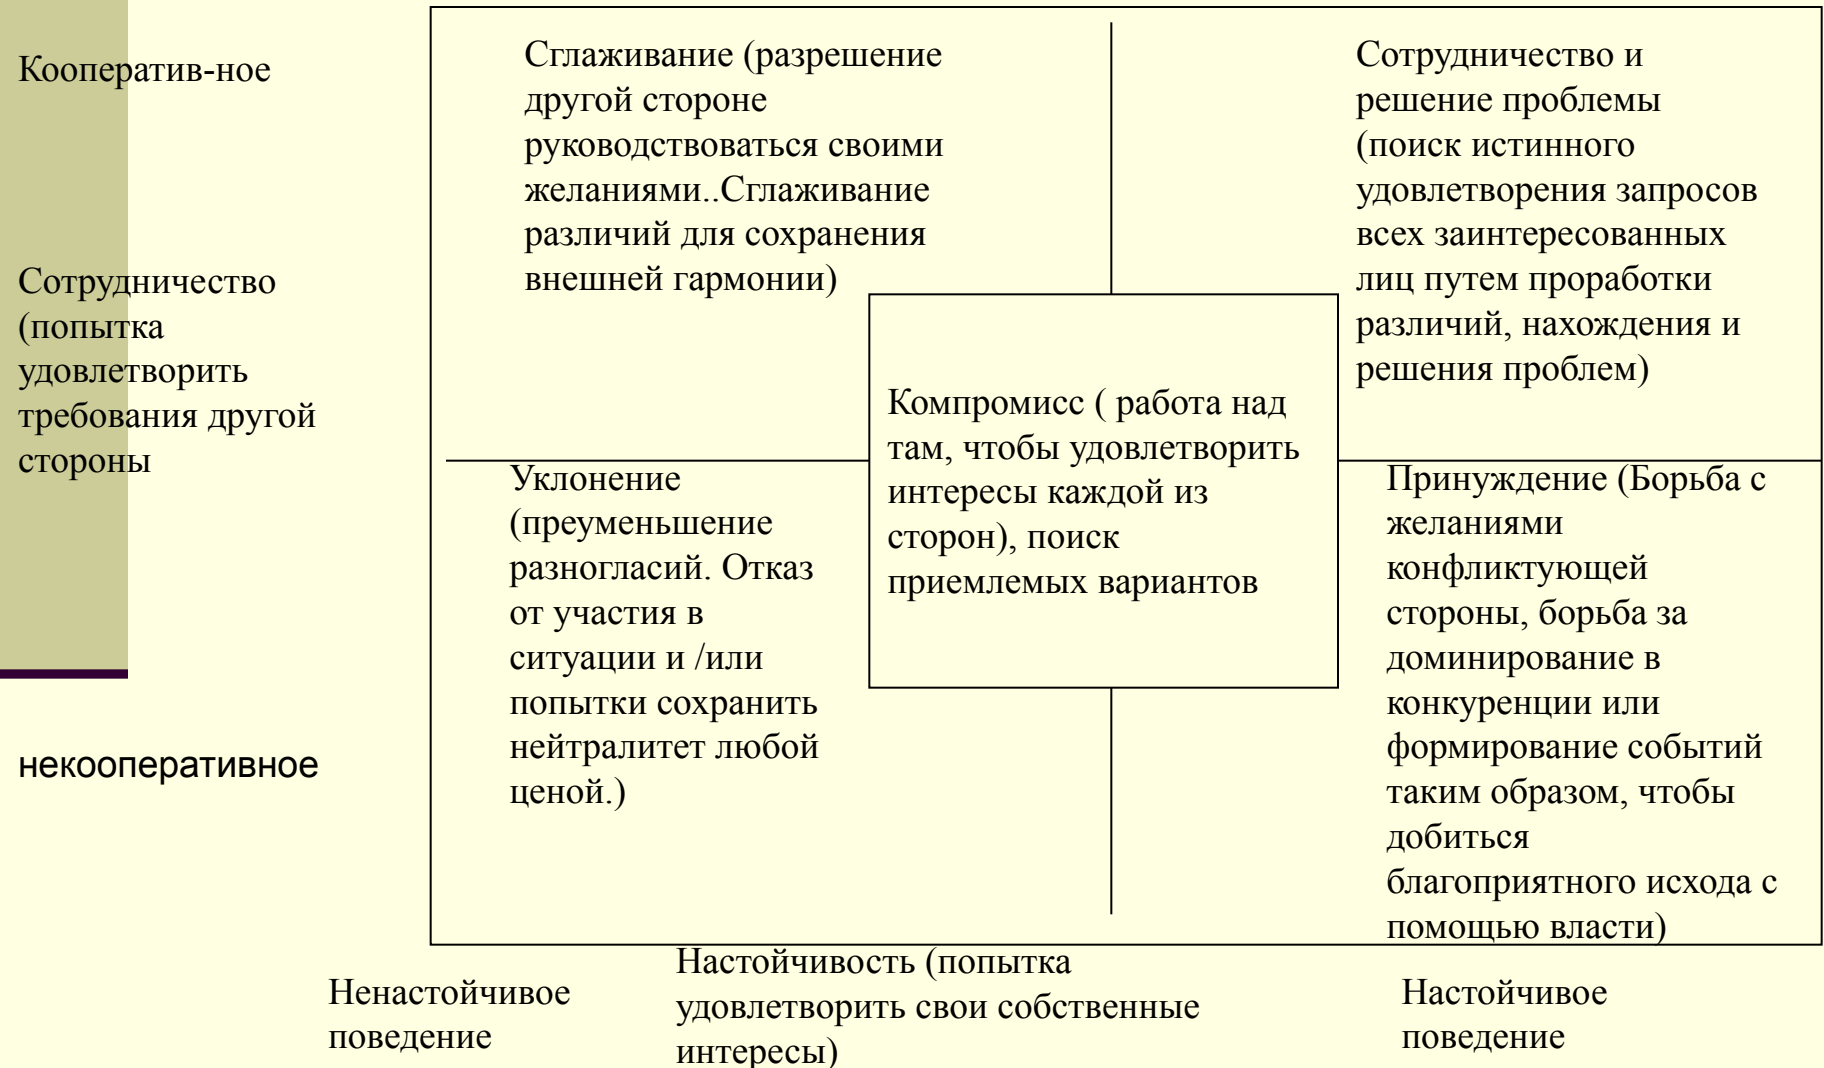 Кооператив-ное
Сотрудничество
(попытка
удовлетворить
требования другой
стороны
некооперативное
Сглаживание (разрешение
другой стороне
руководствоваться своими
желаниями..Сглаживание
различий для сохранения
внешней гармонии)
Сотрудничество и
решение проблемы
(поиск истинного
удовлетворения запросов
всех заинтересованных
лиц путем проработки
различий, нахождения и
решения проблем)
Компромисс ( работа над
там, чтобы удовлетворить
интересы каждой из
сторон), поиск
приемлемых вариантов
Уклонение
(преуменьшение
разногласий. Отказ
от участия в
ситуации и /или
попытки сохранить
нейтралитет любой
ценой.)
Принуждение (Борьба с
желаниями
конфликтующей
стороны, борьба за
доминирование в
конкуренции или
формирование событий
таким образом, чтобы
добиться
благоприятного исхода с
помощью власти)
Ненастойчивое
поведение
Настойчивость (попытка
удовлетворить свои собственные
интересы)
Настойчивое
поведение